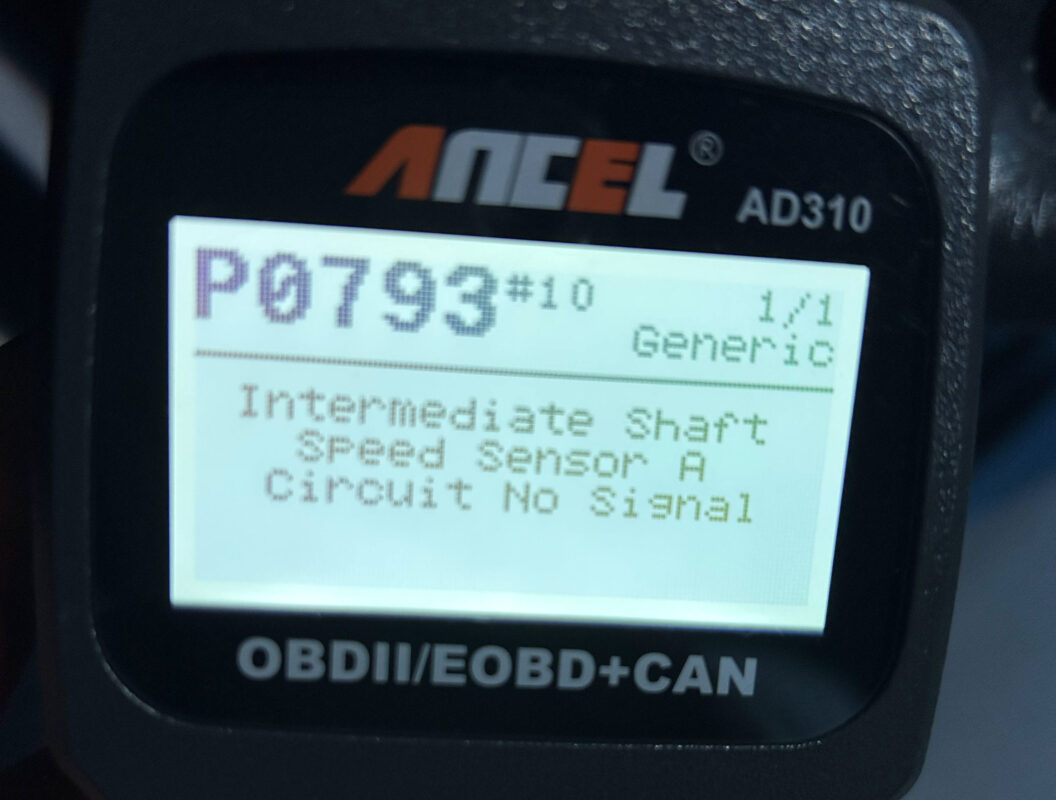 ANCEL®
AD310
P0793 #10 1/1
Generic
Intermediate Shaft
Speed Sensor A
Circuit No Signal
OBDII/EOBD+CAN